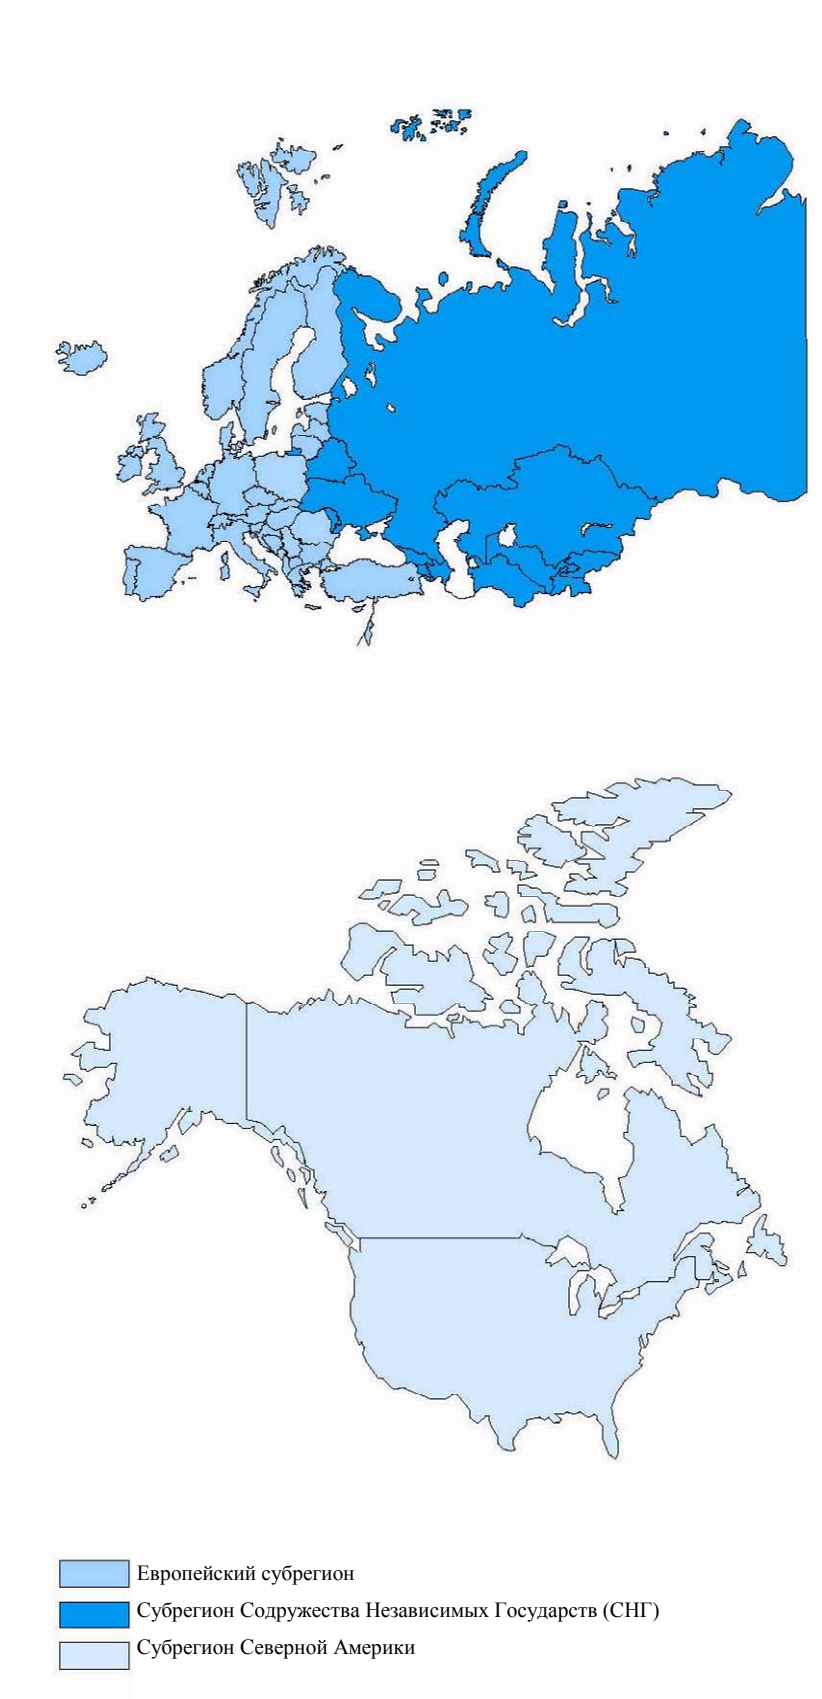 Европейский субрегион
Субрегион Содружества Независимых Государств (СНГ)
Субрегион Северной Америки